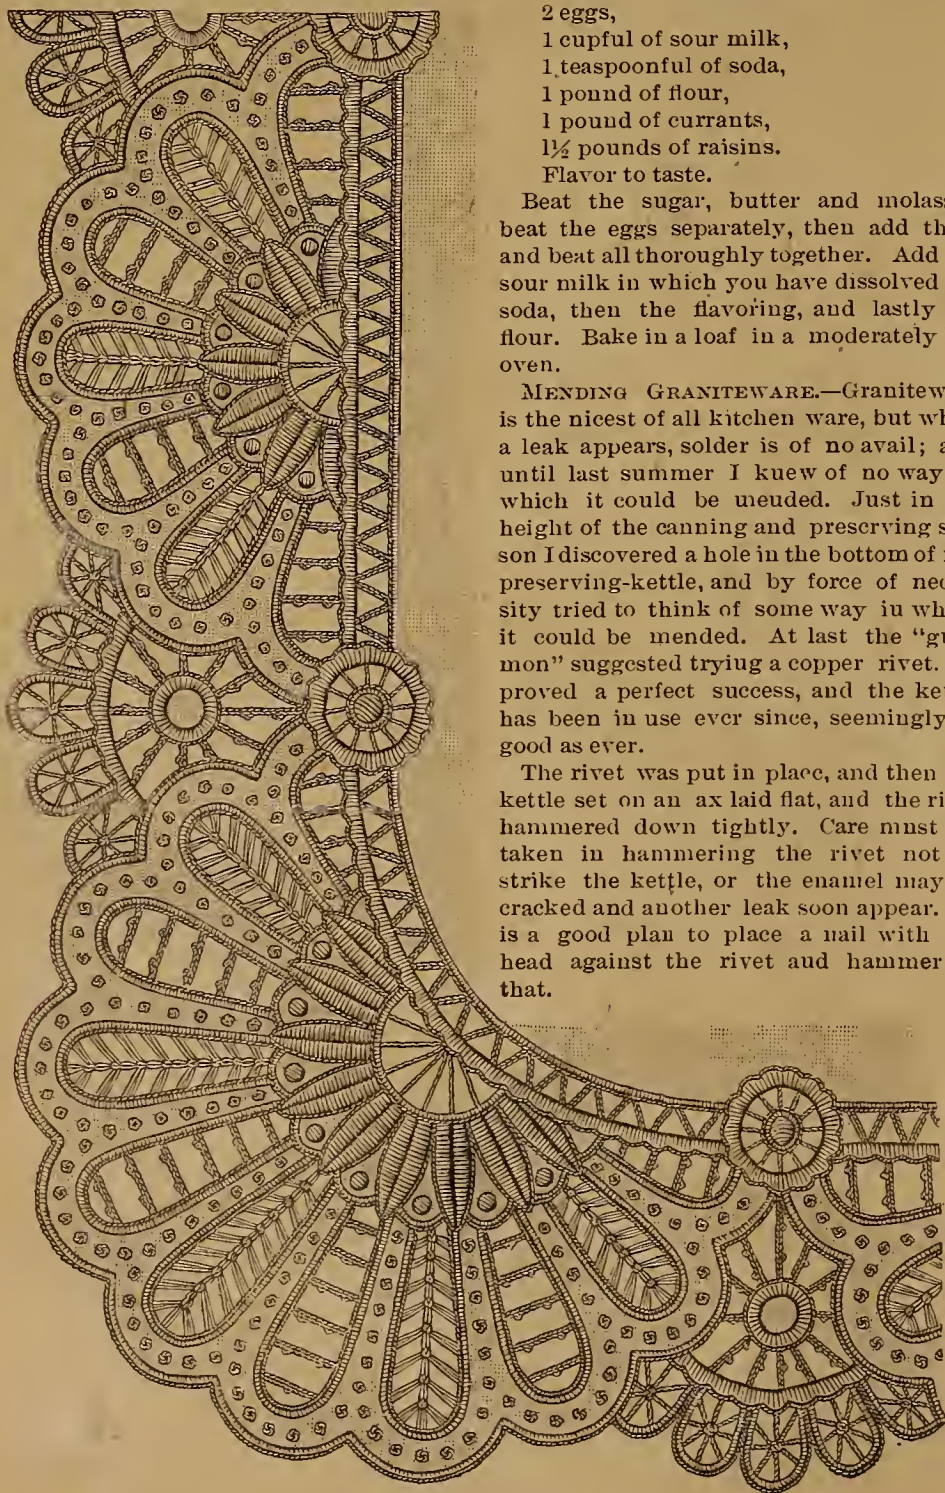 2 eggs,
1 cupful of sour milk,
1 teaspoonful of soda,
1 pound of flour,
1 pound of currants,
1½ pounds of raisins.
Flavor to taste.
Beat the sugar, butter and molass
beat the eggs separately, then add th
and beat all thoroughly together. Add
sour milk in which you have dissolved
soda, then the flavoring, and lastly
flour. Bake in a loaf in a moderately
oven.
MENDING GRANITEWARE.—Granitew
is the nicest of all kitchen ware, but wh
a leak appears, solder is of no avail; a
until last summer I knew of no way
which it could be mended. Just in
height of the canning and preserving s
son I discovered a hole in the bottom of
preserving-kettle, and by force of nec
sity tried to think of some way in wh
it could be mended. At last the “gu
mon” suggested trying a copper rivet.
proved a perfect success, and the ke
has been in use ever since, seemingly
good as ever.
The rivet was put in place, and then
kettle set on an ax laid flat, and the ri
hammered down tightly. Care must
taken in hammering the rivet not
strike the kettle, or the enamel may
cracked and another leak soon appear.
is a good plan to place a nail with
head against the rivet and hammer
that.